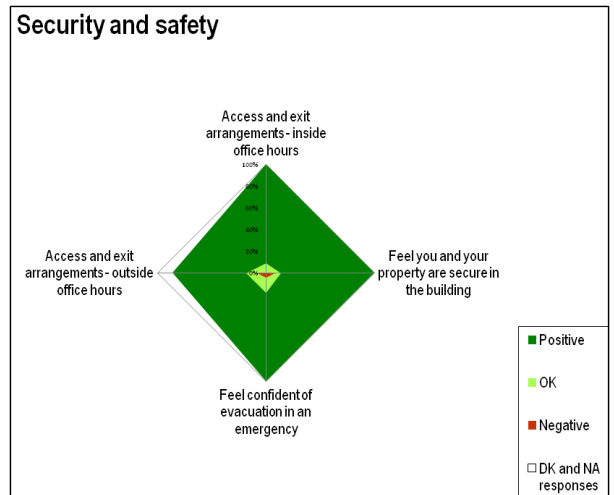 Security and safety
Access and exit
arrangements - inside
office hours
100%
80%
60%
40%
20%
0%
Access and exit
arrangements - outside
office hours
Feel you and your
property are secure in
the building
Feel confident of
evacuation in an
emergency
Positive
OK
Negative
DK and NA
responses